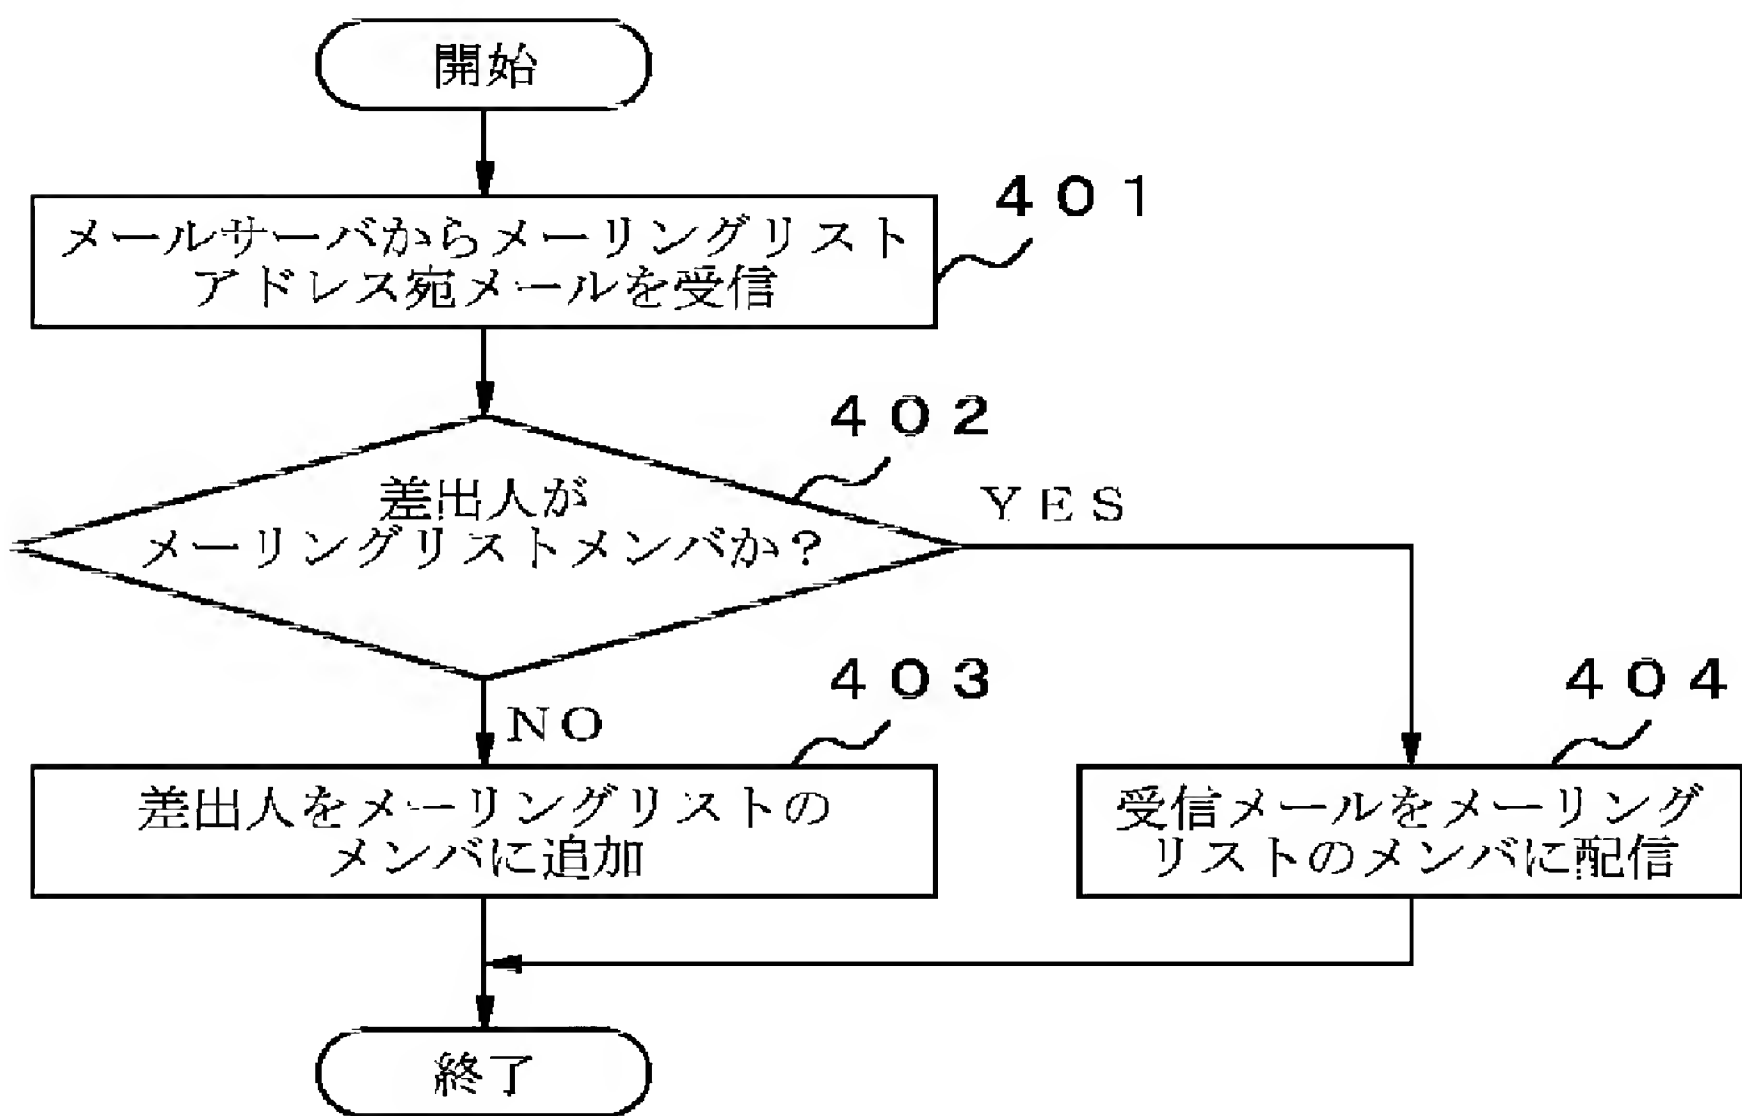 開始
401
メールサーバからメーリングリスト
アドレス宛メールを受信
402
差出人が
メーリングリストメンバか？
YES
NO
403
差出人をメーリングリストの
メンバに追加
404
受信メールをメーリング
リストのメンバに配信
終了